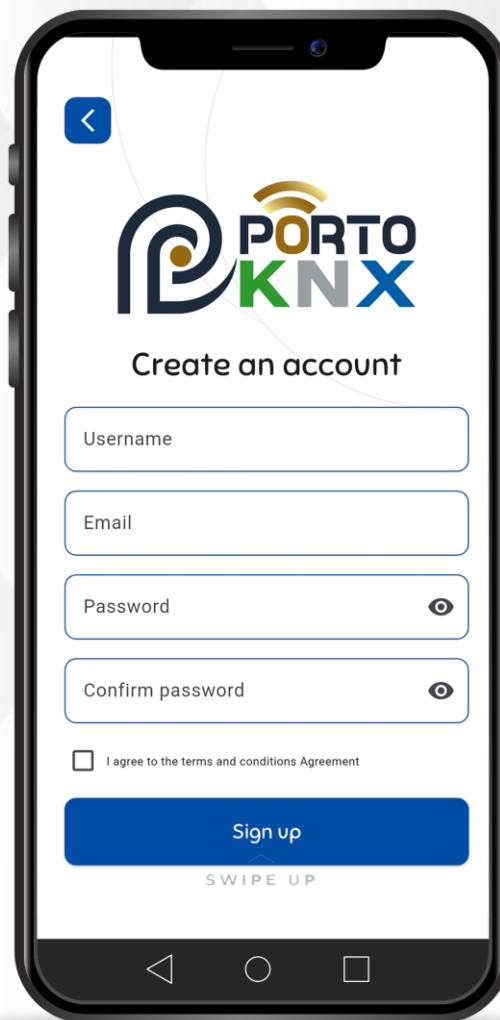 PORTO
KNX
Create an account
Username
Email
Password
Confirm password
I agree to the terms and conditions Agreement
Sign up
SWIPE UP